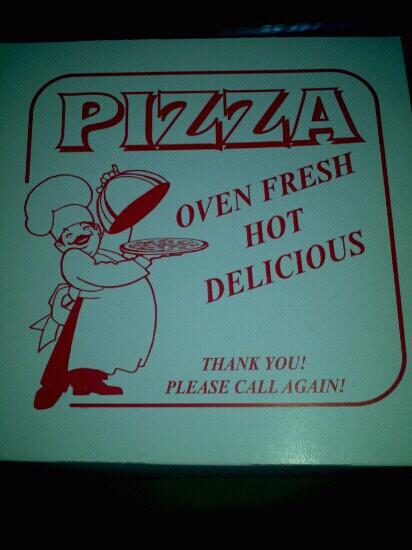 PIZZA
OVEN FRESH
HOT
DELICIOUS
THANK YOU!
PLEASE CALL AGAIN!